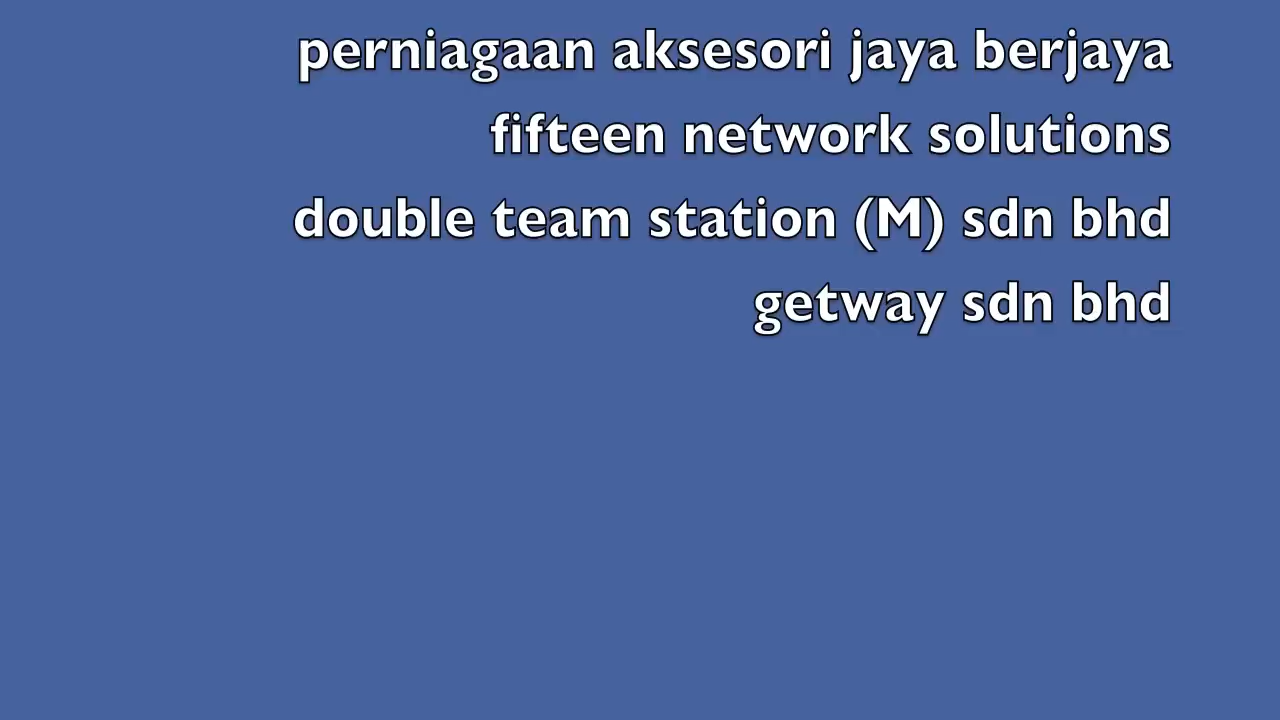 perniagaan aksesori jaya berjaya
fifteen network solutions
double team station (M) sdn bhd
getway sdn bhd